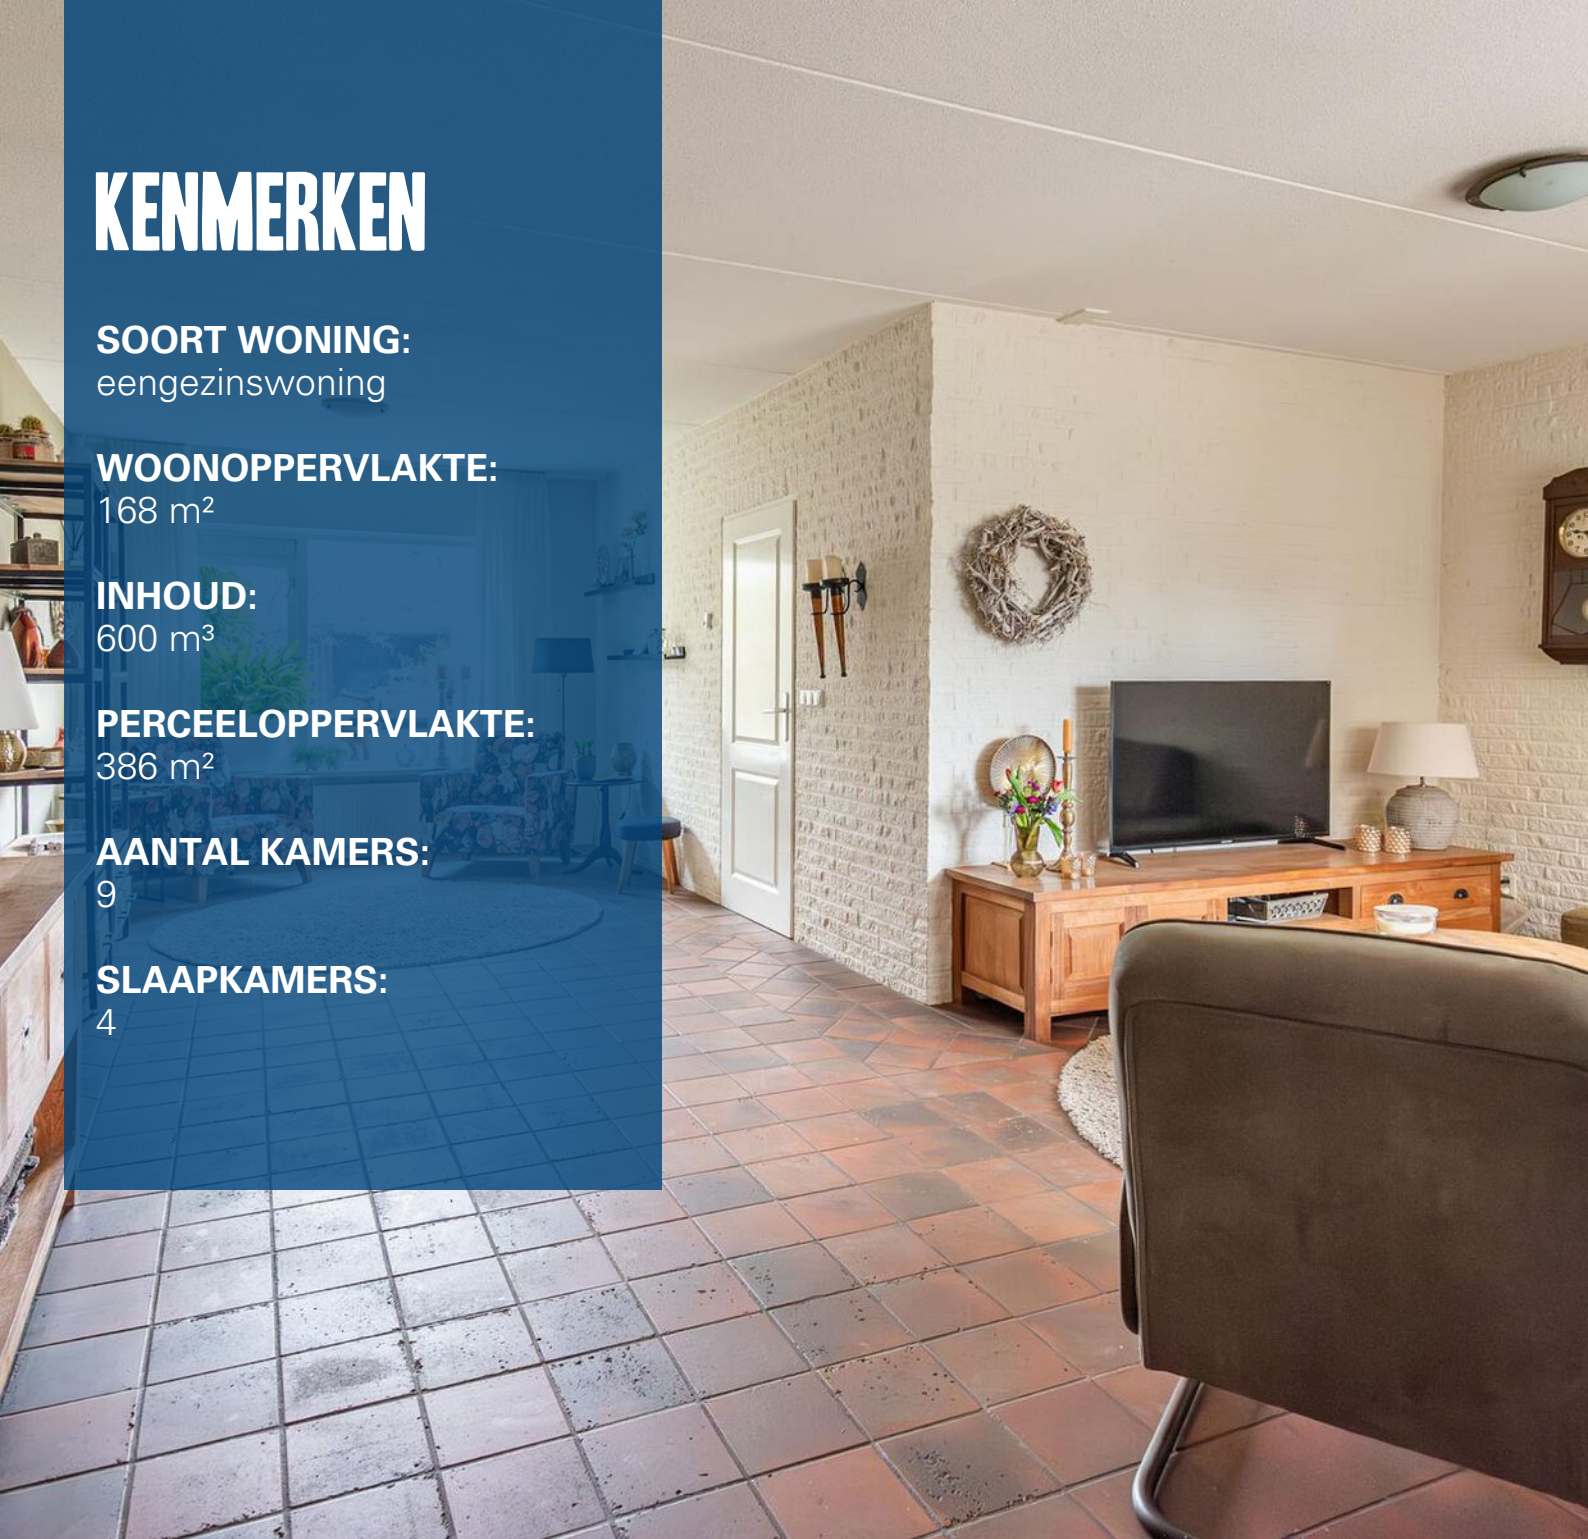 KENMERKEN
SOORT WONING:
eengezinswoning
WOONOPPERVLAKTE:
168 m²
INHOUD:
600 m³
PERCEELOPPERVLAKTE:
386 m²
AANTAL KAMERS:
9
SLAAPKAMERS:
4